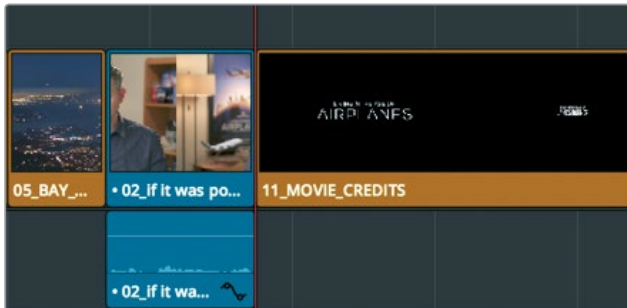 AIRPLANES
05_BAY_...
• 02_if it was po...
11_MOVIE_CREDITS
• 02_if it wa...